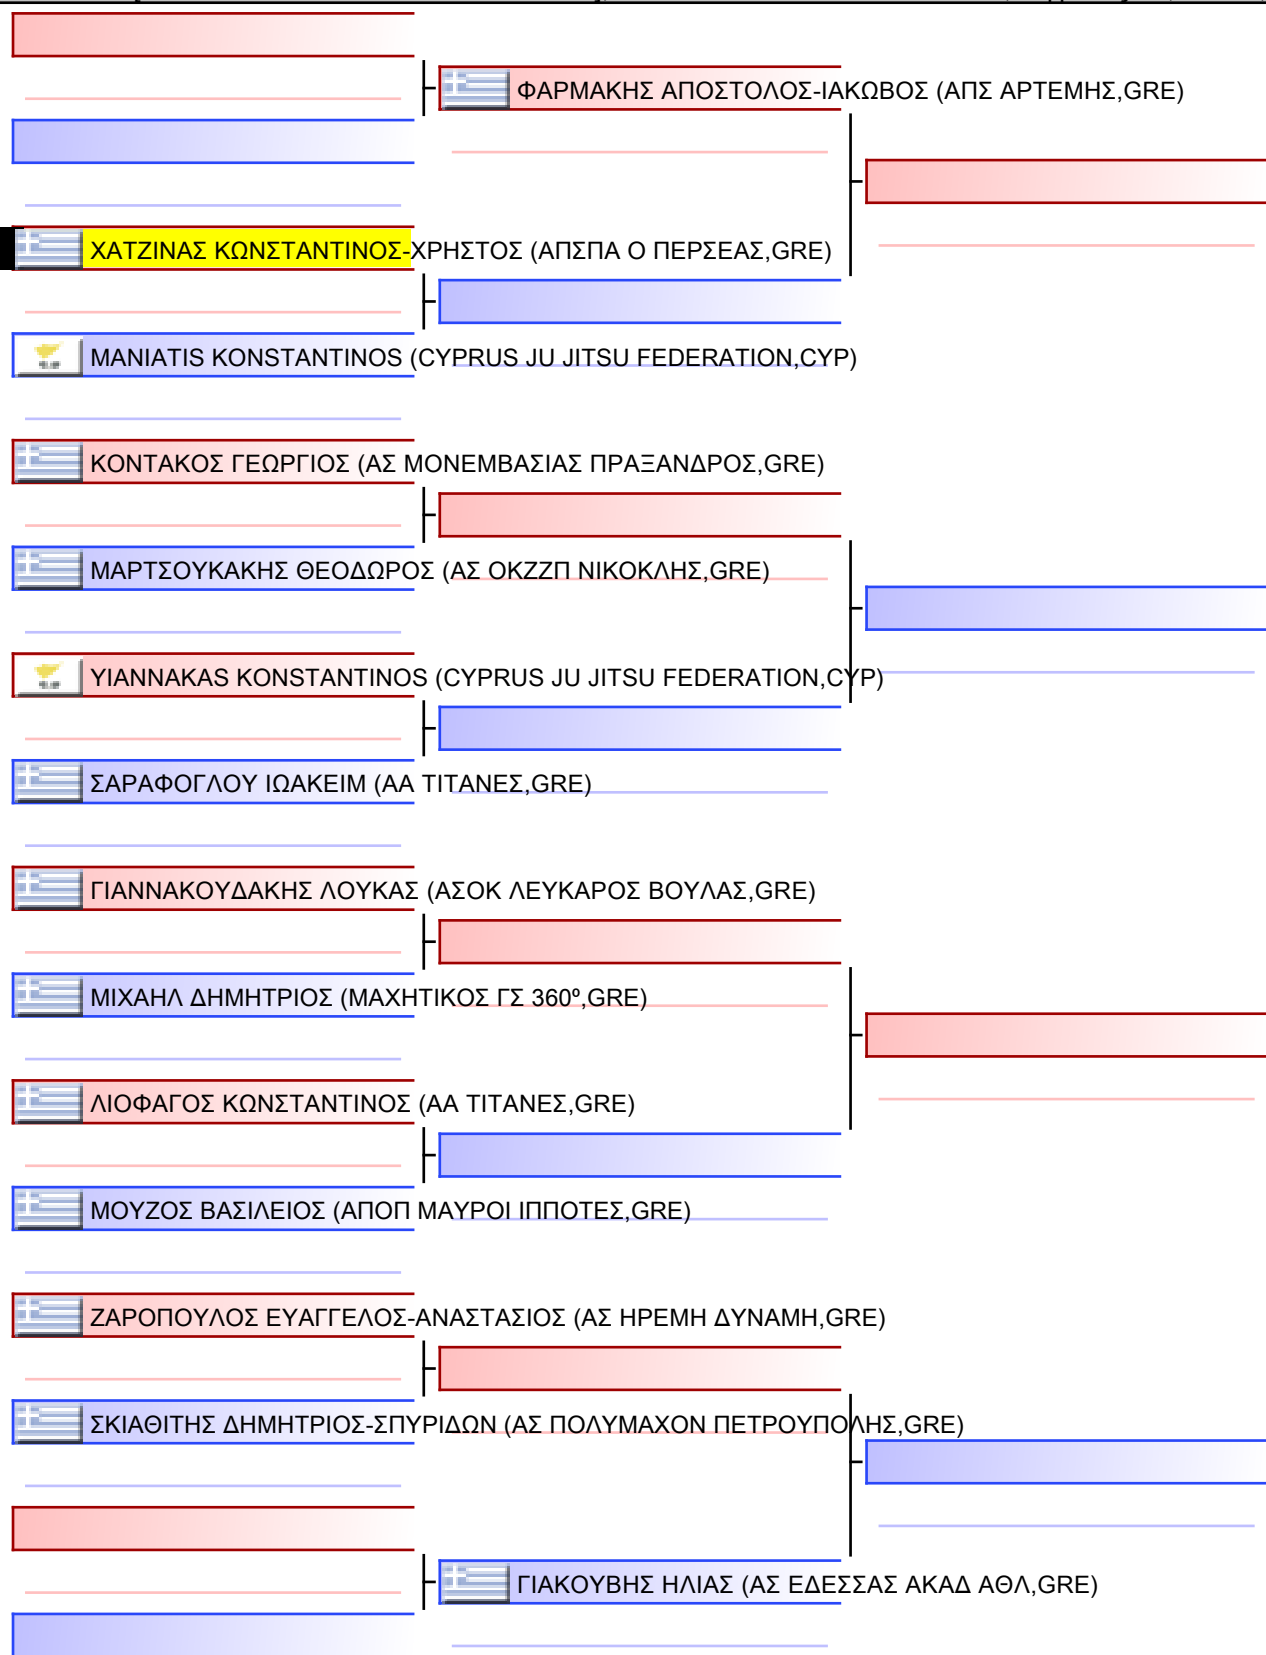 ΦΑΡΜΑΚΗΣ ΑΠΟΣΤΟΛΟΣ-ΙΑΚΩΒΟΣ (ΑΠΣ ΑΡΤΕΜΗΣ,GRE)
ΧΑΤΖΙΝΑΣ ΚΩΝΣΤΑΝΤΙΝΟΣ-ΧΡΗΣΤΟΣ (ΑΠΣΠΑ Ο ΠΕΡΣΕΑΣ,GRE)
MANIATIS KONSTANTINOS (CYPRUS JU JITSU FEDERATION,CYP)
ΚΟΝΤΑΚΟΣ ΓΕΩΡΓΙΟΣ (ΑΣ ΜΟΝΕΜΒΑΣΙΑΣ ΠΡΑΞΑΝΔΡΟΣ,GRE)
ΜΑΡΤΣΟΥΚΑΚΗΣ ΘΕΟΔΩΡΟΣ (ΑΣ ΟΚΖΖΠ ΝΙΚΟΚΛΗΣ,GRE)
YIANNAKAS KONSTANTINOS (CYPRUS JU JITSU FEDERATION,CYP)
ΣΑΡΑΦΟΓΛΟΥ ΙΩΑΚΕΙΜ (ΑΑ ΤΙΤΑΝΕΣ,GRE)
ΓΙΑΝΝΑΚΟΥΔΑΚΗΣ ΛΟΥΚΑΣ (ΑΣΟΚ ΛΕΥΚΑΡΟΣ ΒΟΥΛΑΣ,GRE)
ΜΙΧΑΗΛ ΔΗΜΗΤΡΙΟΣ (ΜΑΧΗΤΙΚΟΣ ΓΣ 360º,GRE)
ΛΙΟΦΑΓΟΣ ΚΩΝΣΤΑΝΤΙΝΟΣ (ΑΑ ΤΙΤΑΝΕΣ,GRE)
ΜΟΥΖΟΣ ΒΑΣΙΛΕΙΟΣ (ΑΠΟΠ ΜΑΥΡΟΙ ΙΠΠΟΤΕΣ,GRE)
ΖΑΡΟΠΟΥΛΟΣ ΕΥΑΓΓΕΛΟΣ-ΑΝΑΣΤΑΣΙΟΣ (ΑΣ ΗΡΕΜΗ ΔΥΝΑΜΗ,GRE)
ΣΚΙΑΘΙΤΗΣ ΔΗΜΗΤΡΙΟΣ-ΣΠΥΡΙΔΩΝ (ΑΣ ΠΟΛΥΜΑΧΟΝ ΠΕΤΡΟΥΠΟΛΗΣ,GRE)
ΓΙΑΚΟΥΒΗΣ ΗΛΙΑΣ (ΑΣ ΕΔΕΣΣΑΣ ΑΚΑΔ ΑΘΛ,GRE)